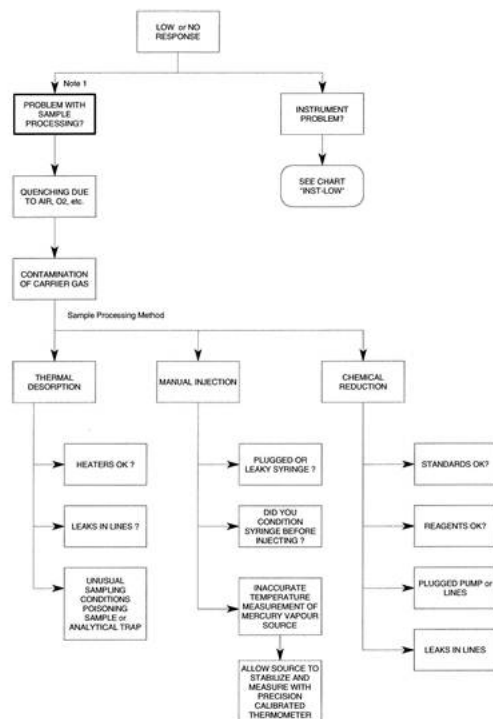 LOW or NO
RESPONSE
Note 1
PROBLEM WITH
SAMPLE
PROCESSING?
INSTRUMENT
PROBLEM?
QUENCHING DUE
TO AIR, O2, etc.
SEE CHART
"INST-LOW"
CONTAMINATION
OF CARRIER GAS
Sample Processing Method
THERMAL
DESORPTION
MANUAL INJECTION
CHEMICAL
REDUCTION
HEATERS OK ?
PLUGGED OR
LEAKY SYRINGE ?
STANDARDS OK?
LEAKS IN LINES ?
DID YOU
CONDITION
SYRINGE BEFORE
INJECTING ?
REAGENTS OK?
UNUSUAL
SAMPLING
CONDITIONS
POISONING
SAMPLE or
ANALYTICAL TRAP
INACCURATE
TEMPERATURE
MEASUREMENT OF
MERCURY VAPOUR
SOURCE
PLUGGED PUMP or
LINES
LEAKS IN LINES
ALLOW SOURCE TO
STABILIZE AND
MEASURE WITH
PRECISION
CALIBRATED
THERMOMETER